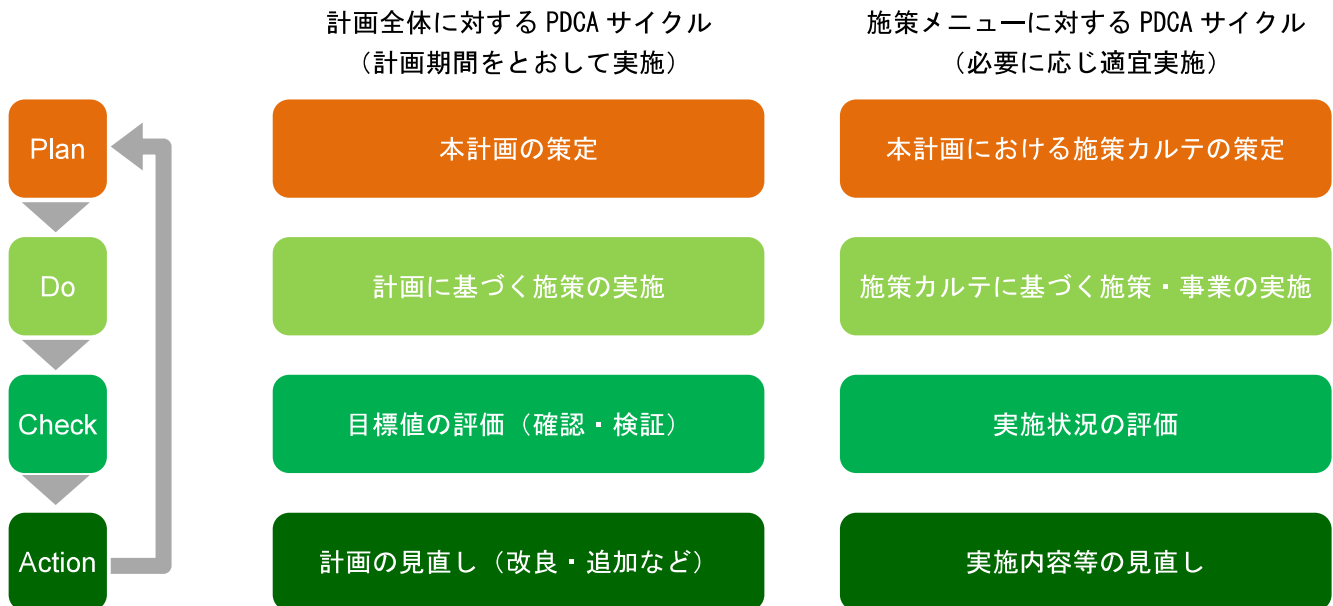 計画全体に対する PDCA サイクル
（計画期間をとおして実施）
施策メニューに対する PDCA サイクル
（必要に応じ適宜実施）
Plan
本計画の策定
本計画における施策カルテの策定
Do
計画に基づく施策の実施
施策カルテに基づく施策・事業の実施
Check
目標値の評価（確認・検証）
実施状況の評価
Action
計画の見直し（改良・追加など）
実施内容等の見直し